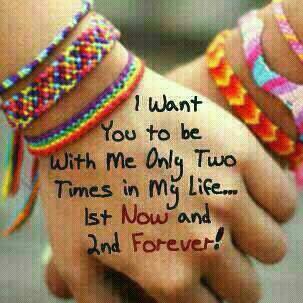 I Want
You to be
With Me Only Two
Times in My Life...
1st Now and
2nd Forever!